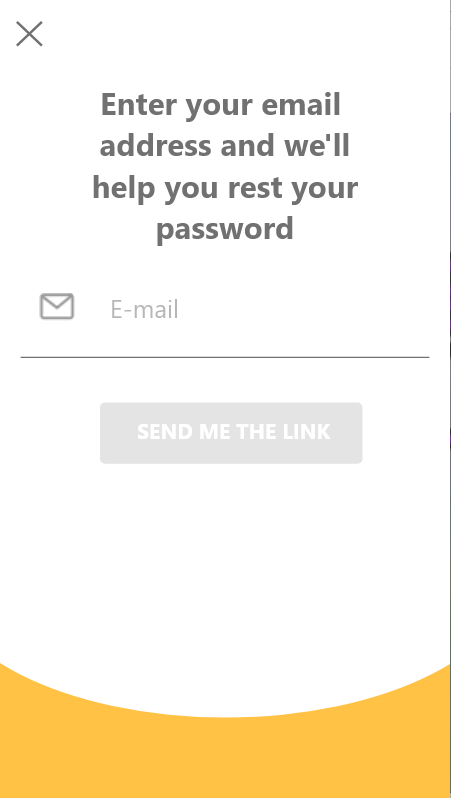 Enter your email
address and we'll
help you rest your
password
E-mail
SEND ME THE LINK